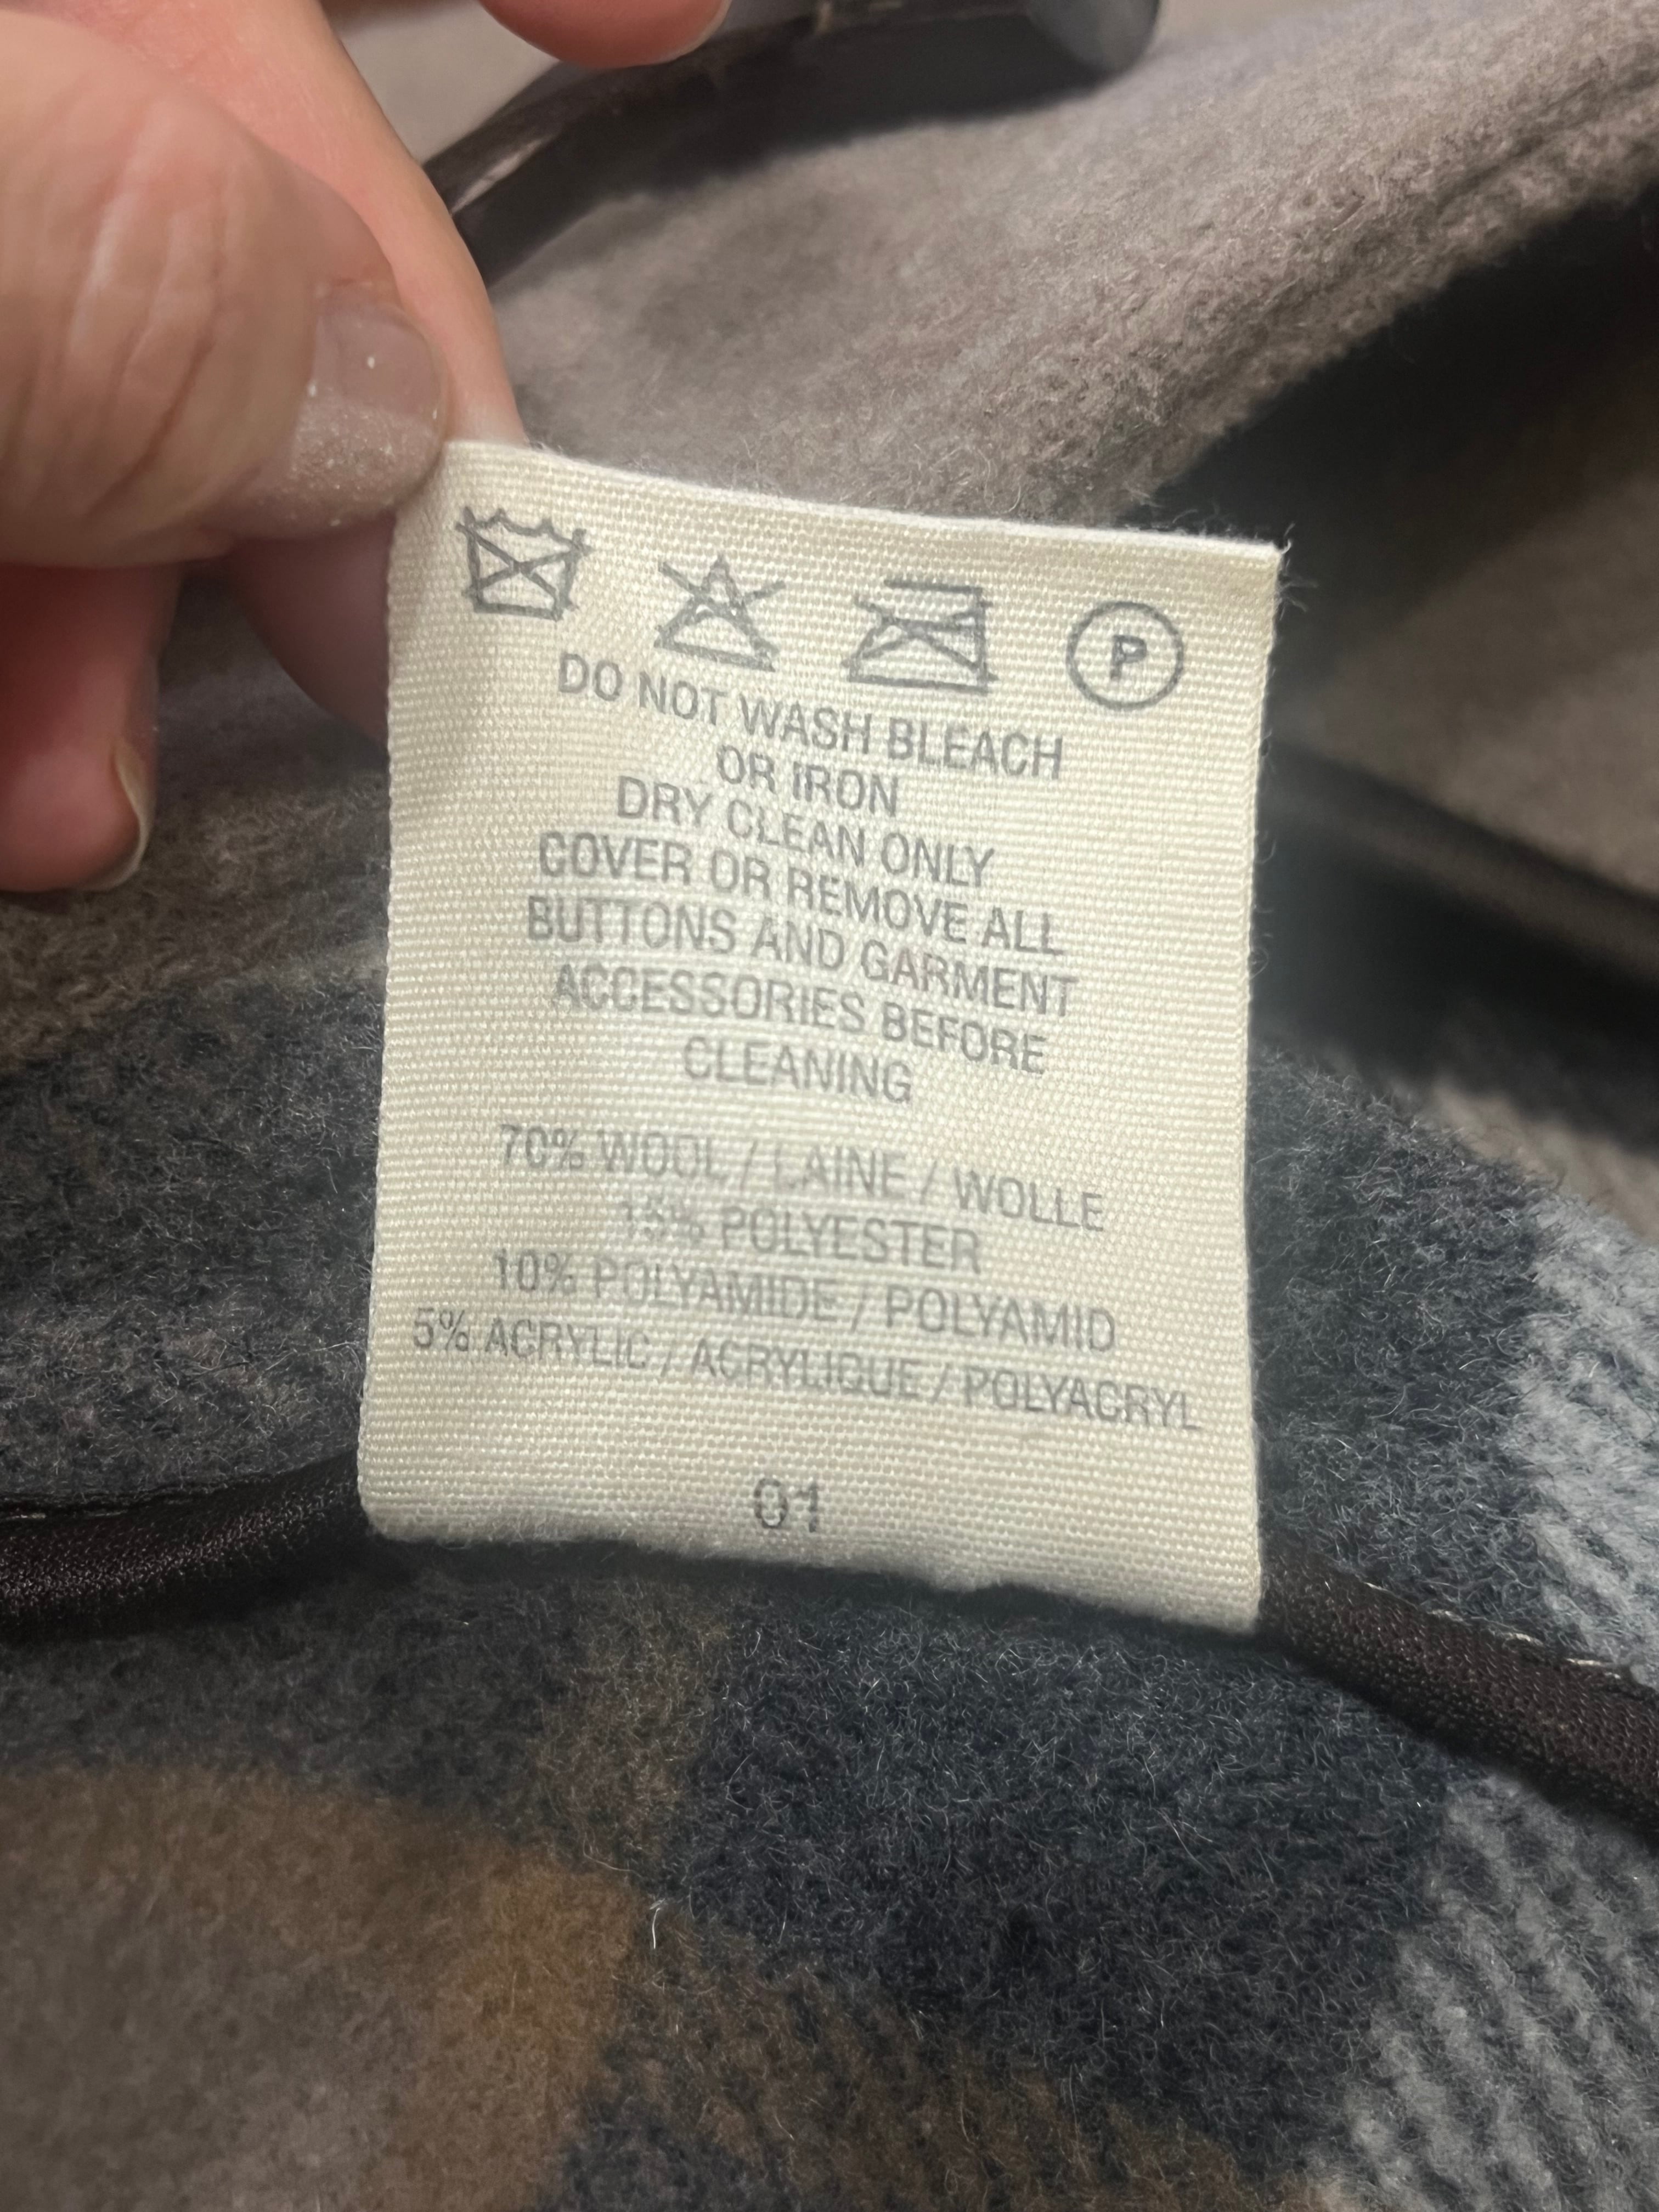 P
DO NOT WASH BLEACH
OR IRON
DRY CLEAN ONLY
COVER OR REMOVE ALL
BUTTONS AND GARMENT
ACCESSORIES BEFORE
CLEANING
70% WOOL / LAINE / WOLLE
15% POLYESTER
10% POLYAMIDE / POLYAMID
5% ACRYLIC / ACRYLIQUE / POLYACRYL
01